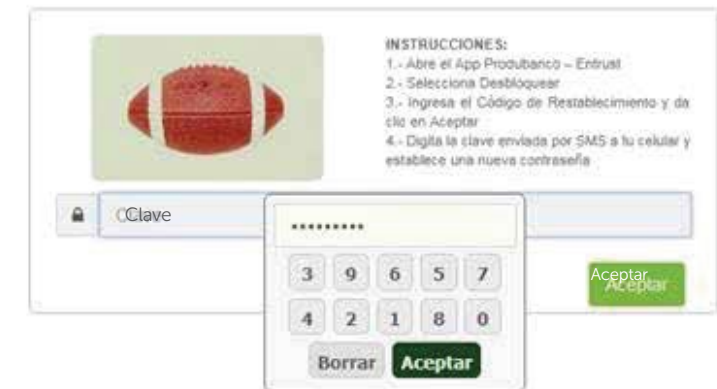 INSTRUCCIONES:
1.- Abre el App Produbanco – Entrust
2.- Selecciona Desbloquear
3.- Ingresa el Código de Restablecimiento y da
clic en Aceptar
4.- Digita la clave enviada por SMS a tu celular y
establece una nueva contraseña
Clave
•••••••••
3 9 6 5 7
Aceptar
Aceptar
4 2 1 8 0
Borrar Aceptar